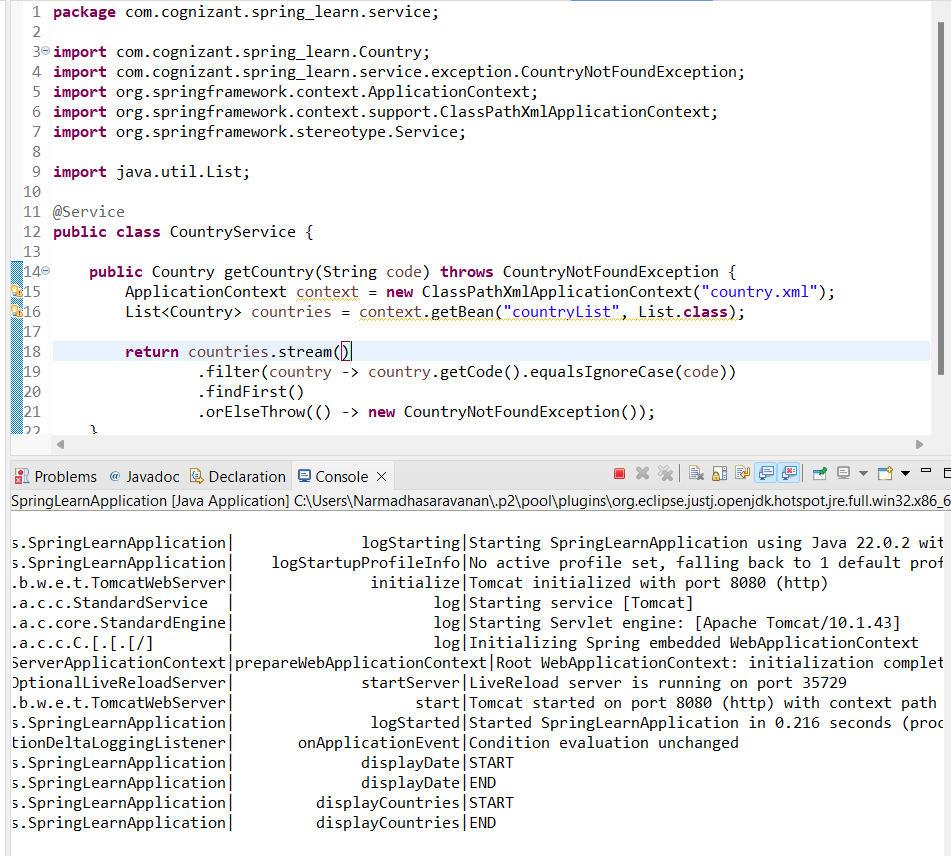 1 package com.cognizant.spring_learn.service;
2
3 import com.cognizant.spring_learn.Country;
4 import com.cognizant.spring_learn.service.exception.CountryNotFoundException;
5 import org.springframework.context.ApplicationContext;
6 import org.springframework.context.support.ClassPathXmlApplicationContext;
7 import org.springframework.stereotype.Service;
8
9 import java.util.List;
10
11 @Service
12 public class CountryService {
13
14 public Country getCountry(String code) throws CountryNotFoundException {
15 ApplicationContext context = new ClassPathXmlApplicationContext("country.xml");
16 List<Country> countries = context.getBean("countryList", List.class);
17
18 return countries.stream()
19 .filter(country -> country.getCode().equalsIgnoreCase(code))
20 .findFirst()
21 .orElseThrow(() -> new CountryNotFoundException());
22 }
Problems @ Javadoc Declaration Console
SpringLearnApplication [Java Application] C:\Users\Narmadhasaravanan\.p2\pool\plugins\org.eclipse.justj.openjdk.hotspot.jre.full.win32.x86_6
s.SpringLearnApplication| logStarting|Starting SpringLearnApplication using Java 22.0.2 wit
s.SpringLearnApplication| logStartupProfileInfo|No active profile set, falling back to 1 default prof
.b.w.e.t.TomcatWebServer| initialize|Tomcat initialized with port 8080 (http)
.a.c.c.StandardService | log|Starting service [Tomcat]
.a.c.core.StandardEngine| log|Starting Servlet engine: [Apache Tomcat/10.1.43]
.a.c.c.C.[.[.[/] | log|Initializing Spring embedded WebApplicationContext
ServerApplicationContext|prepareWebApplicationContext|Root WebApplicationContext: initialization complet
OptionalLiveReloadServer| startServer|LiveReload server is running on port 35729
.b.w.e.t.TomcatWebServer| start|Tomcat started on port 8080 (http) with context path
s.SpringLearnApplication| logStarted|Started SpringLearnApplication in 0.216 seconds (proc
tionDeltaLoggingListener| onApplicationEvent|Condition evaluation unchanged
s.SpringLearnApplication| displayDate|START
s.SpringLearnApplication| displayDate|END
s.SpringLearnApplication| displayCountries|START
s.SpringLearnApplication| displayCountries|END